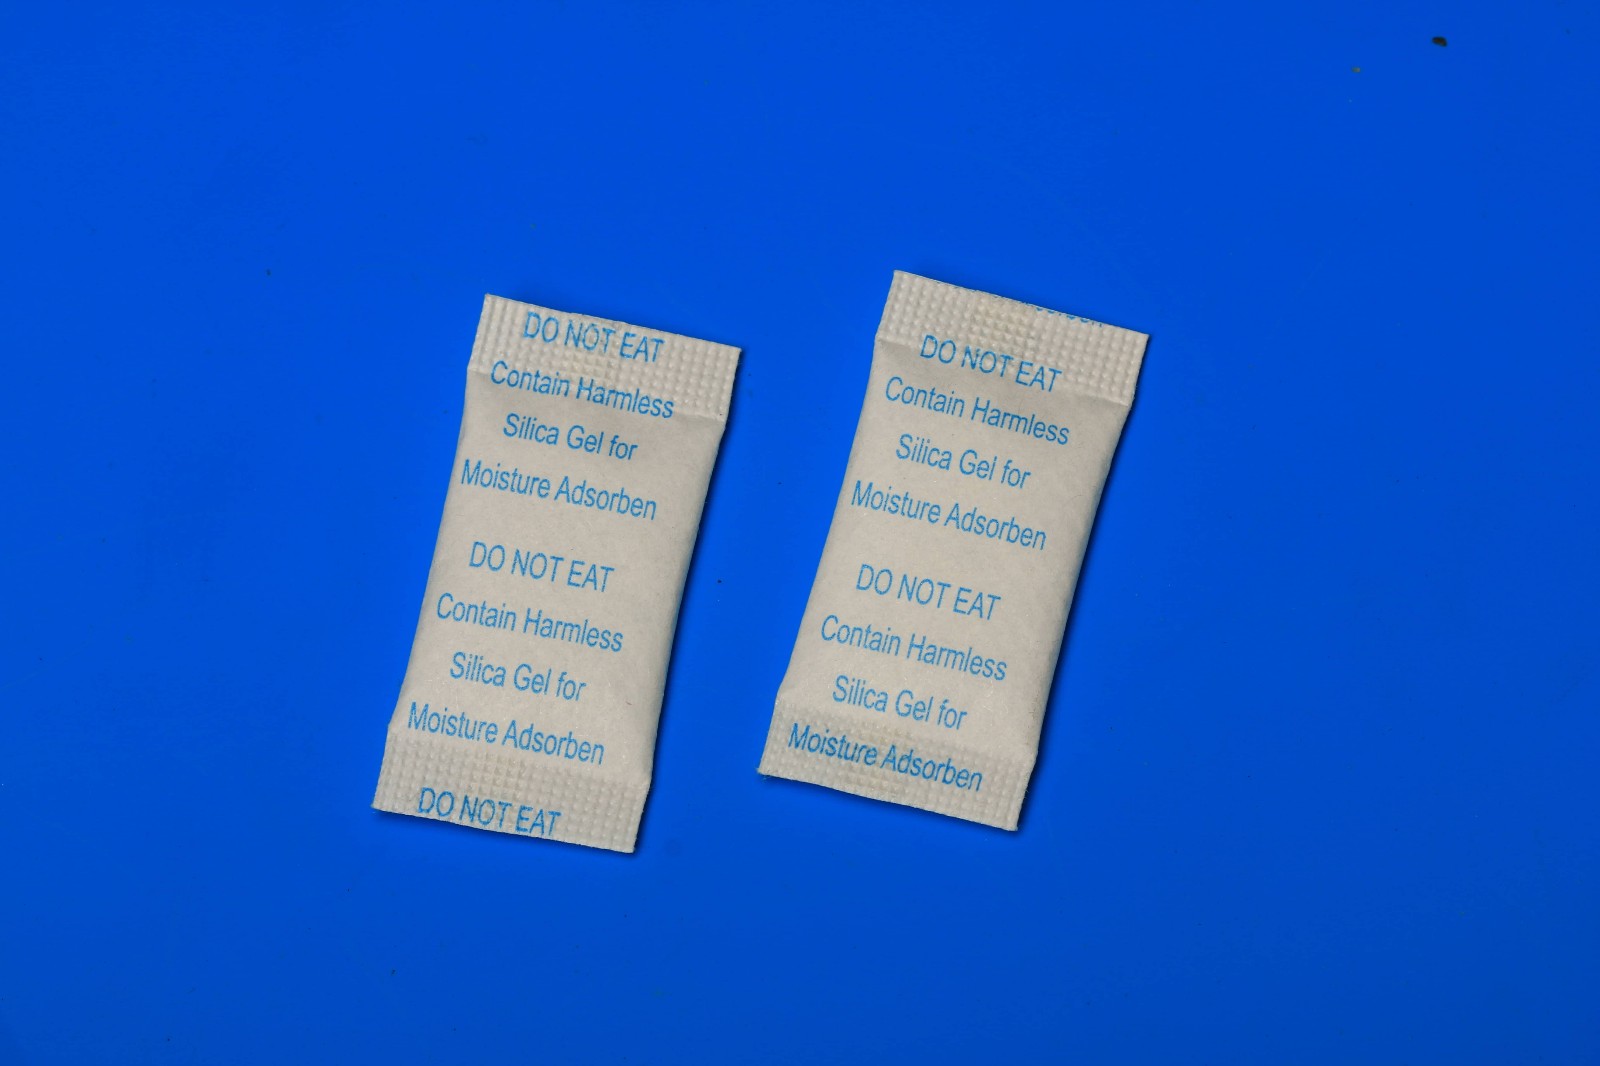 DO NOT EAT
Contain Harmless
Silica Gel for
Moisture Adsorben
DO NOT EAT
Contain Harmless
Silica Gel for
Moisture Adsorben
DO NOT EAT
DO NOT EAT
Contain Harmless
Silica Gel for
Moisture Adsorben
DO NOT EAT
Contain Harmless
Silica Gel for
Moisture Adsorben